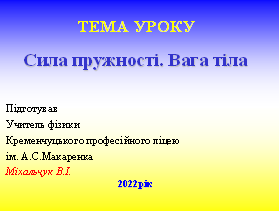 ТЕМА УРОКУ
Сила пружності. Вага тіла
Підготував
Учитель фізики
Кременчуцького професійного ліцею
ім. А.С.Макаренка
Міхальчук В.І.
2022рік